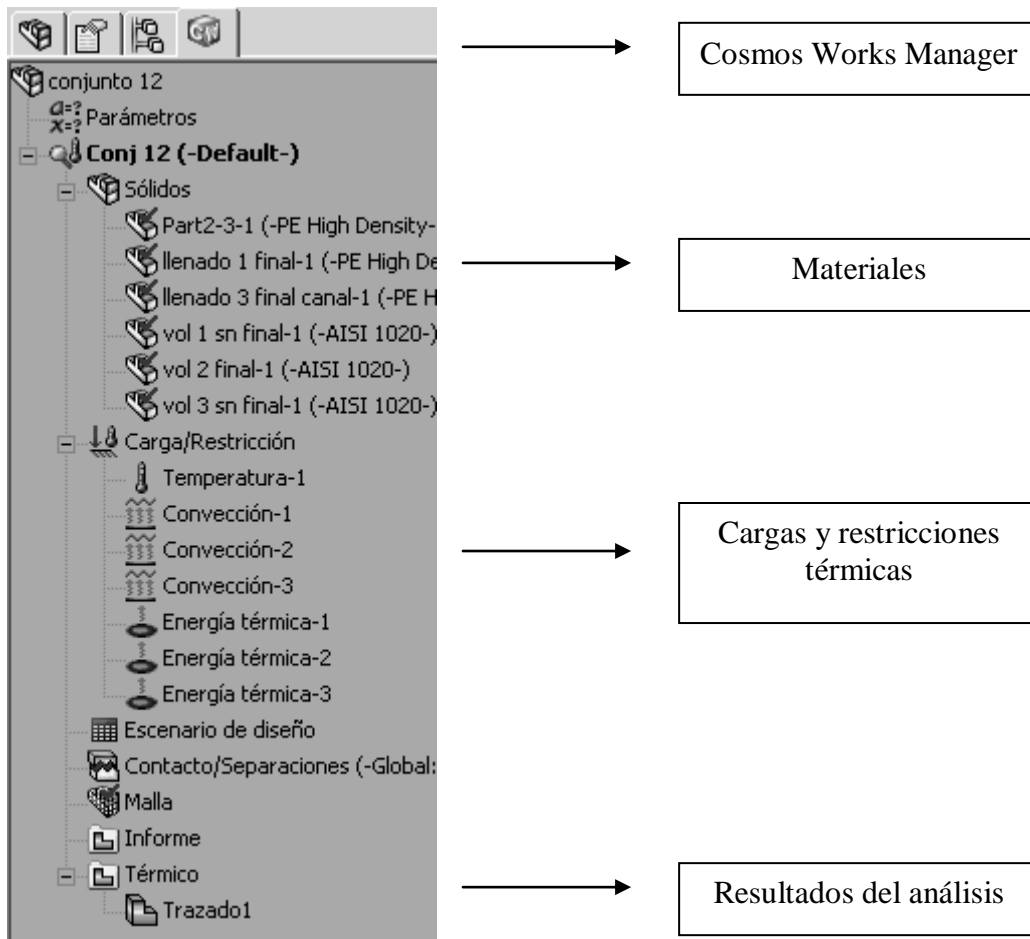 Cosmos Works Manager
conjunto 12
Parámetros
Conj 12 (-Default-)
Sólidos
Part2-3-1 (-PE High Density-
llenado 1 final-1 (-PE High De
llenado 3 final canal-1 (-PE H
vol 1 sn final-1 (-AISI 1020-)
vol 2 final-1 (-AISI 1020-)
vol 3 sn final-1 (-AISI 1020-)
Materiales
Carga/Restricción
Temperatura-1
Convección-1
Convección-2
Convección-3
Energía térmica-1
Energía térmica-2
Energía térmica-3
Cargas y restricciones
térmicas
Escenario de diseño
Contacto/Separaciones (-Global:
Malla
Informe
Térmico
Trazado1
Resultados del análisis